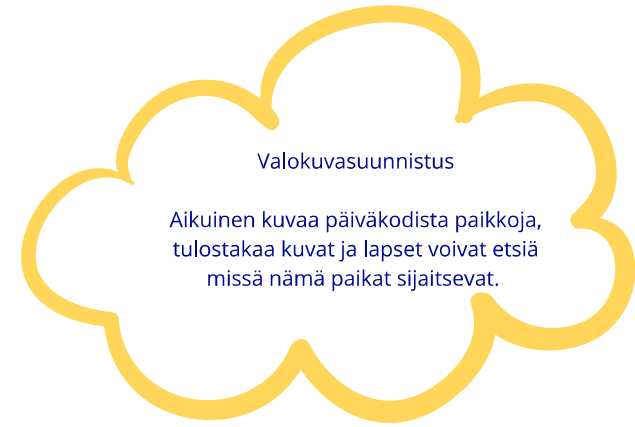 Valokuvasuunnistus
Aikuinen kuvaa päiväkodista paikkoja,
tulostakaa kuvat ja lapset voivat etsiä
missä nämä paikat sijaitsevat.